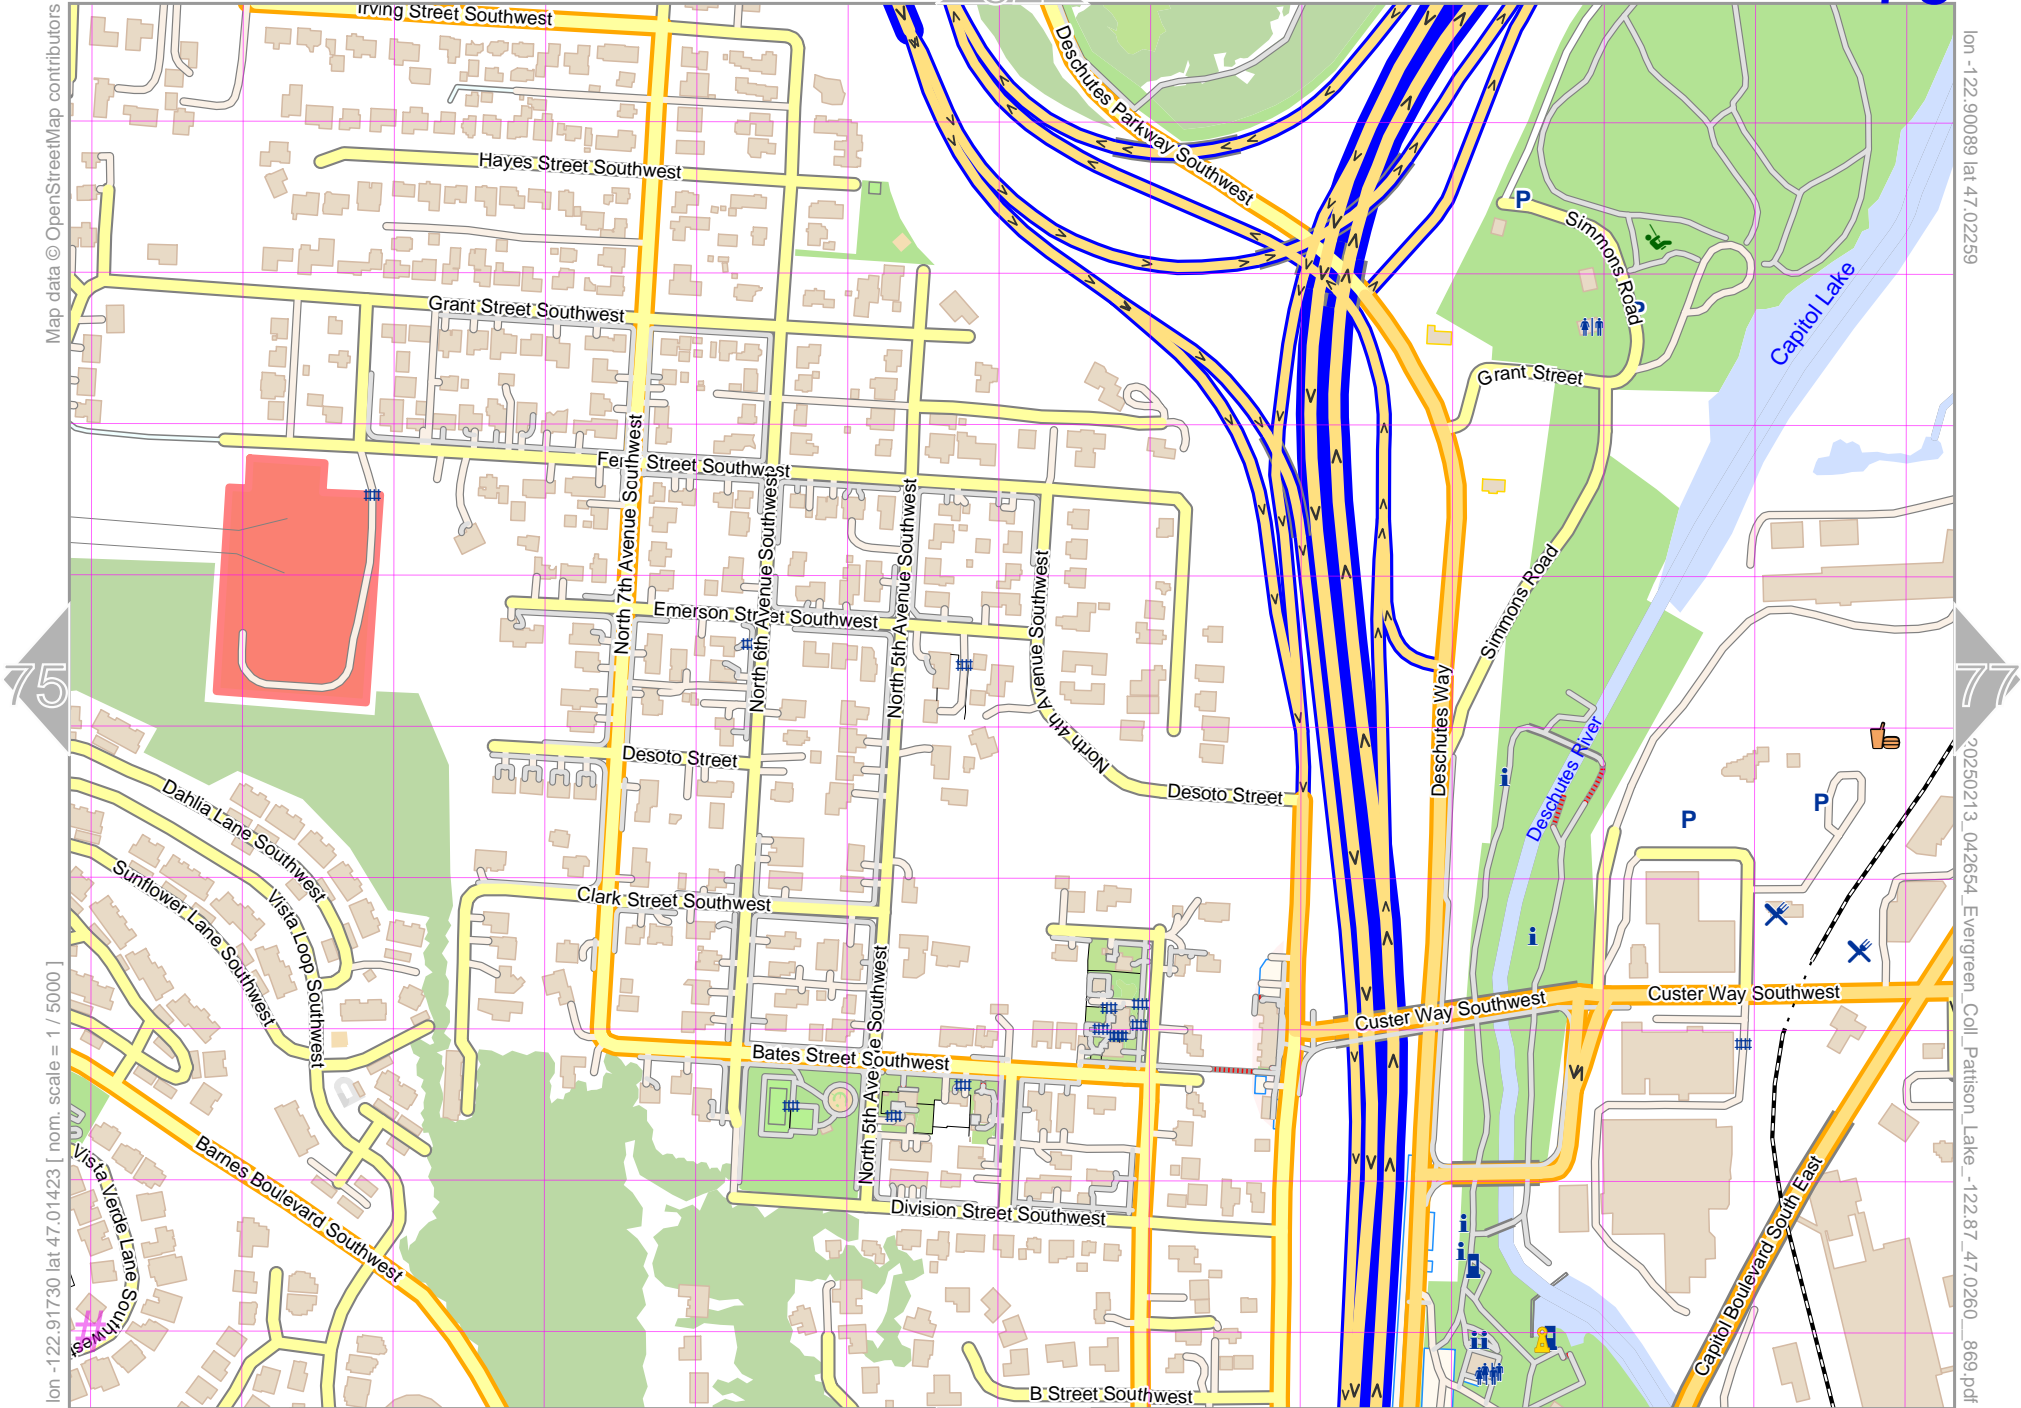 Irving Street Southwest
Deschutes Parkway Southwest
Hayes Street Southwest
P
Simmons Road
P
Grant Street Southwest
Capitol Lake
Grant Street
Street Southwest
North 7th Avenue Southwest
North 6th Avenue Southwest
North 5th Avenue Southwest
North 4th Avenue Southwest
Emerson Street Southwest
Simmons Road
Deschutes Way
Deschutes River
Desoto Street
Desoto Street
Dahlia Lane Southwest
Sunflower Lane Southwest
Vista Loop Southwest
Clark Street Southwest
i
P
P
i
Custer Way Southwest
Custer Way Southwest
Bates Street Southwest
North 5th Avenue Southwest
Barnes Boulevard Southwest
Vista Verde Lane Southwest
Division Street Southwest
Capitol Boulevard South East
i
i
ii
B Street Southwest
#
75
77
Map data © OpenStreetMap contributors
lon -122.91730 lat 47.01423 [ nom. scale = 1 / 5000 ]
lon -122.90089 lat 47.02259
20250213_042654_Evergreen_Coll_Pattison_Lake_-122.87_47.0260__869.pdf